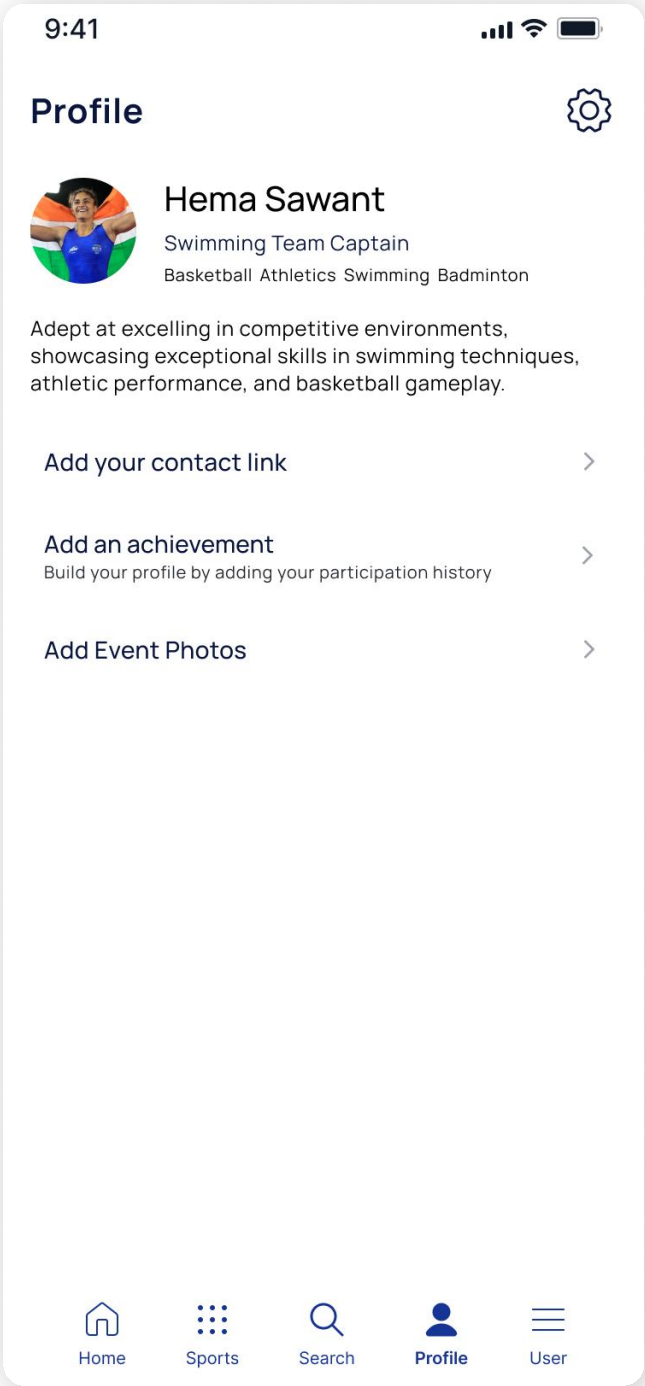 9:41
Profile
Hema Sawant
Swimming Team Captain
Basketball Athletics Swimming Badminton
Adept at excelling in competitive environments,
showcasing exceptional skills in swimming techniques,
athletic performance, and basketball gameplay.
Add your contact link
Add an achievement
Build your profile by adding your participation history
Add Event Photos
Home Sports Search Profile User